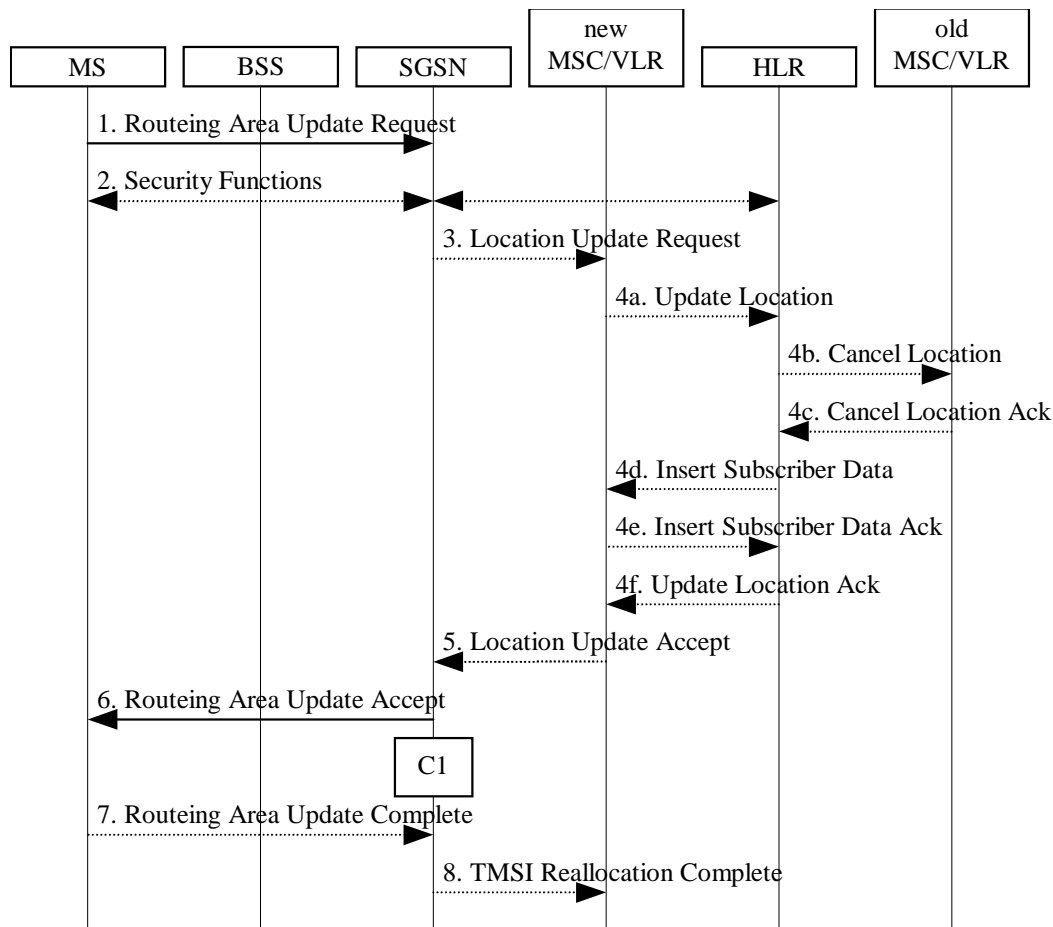 new
MSC/VLR
old
MSC/VLR
MS
BSS
SGSN
HLR
1. Routeing Area Update Request
2. Security Functions
3. Location Update Request
4a. Update Location
4b. Cancel Location
4c. Cancel Location Ack
4d. Insert Subscriber Data
4e. Insert Subscriber Data Ack
4f. Update Location Ack
5. Location Update Accept
6. Routeing Area Update Accept
C1
7. Routeing Area Update Complete
8. TMSI Reallocation Complete